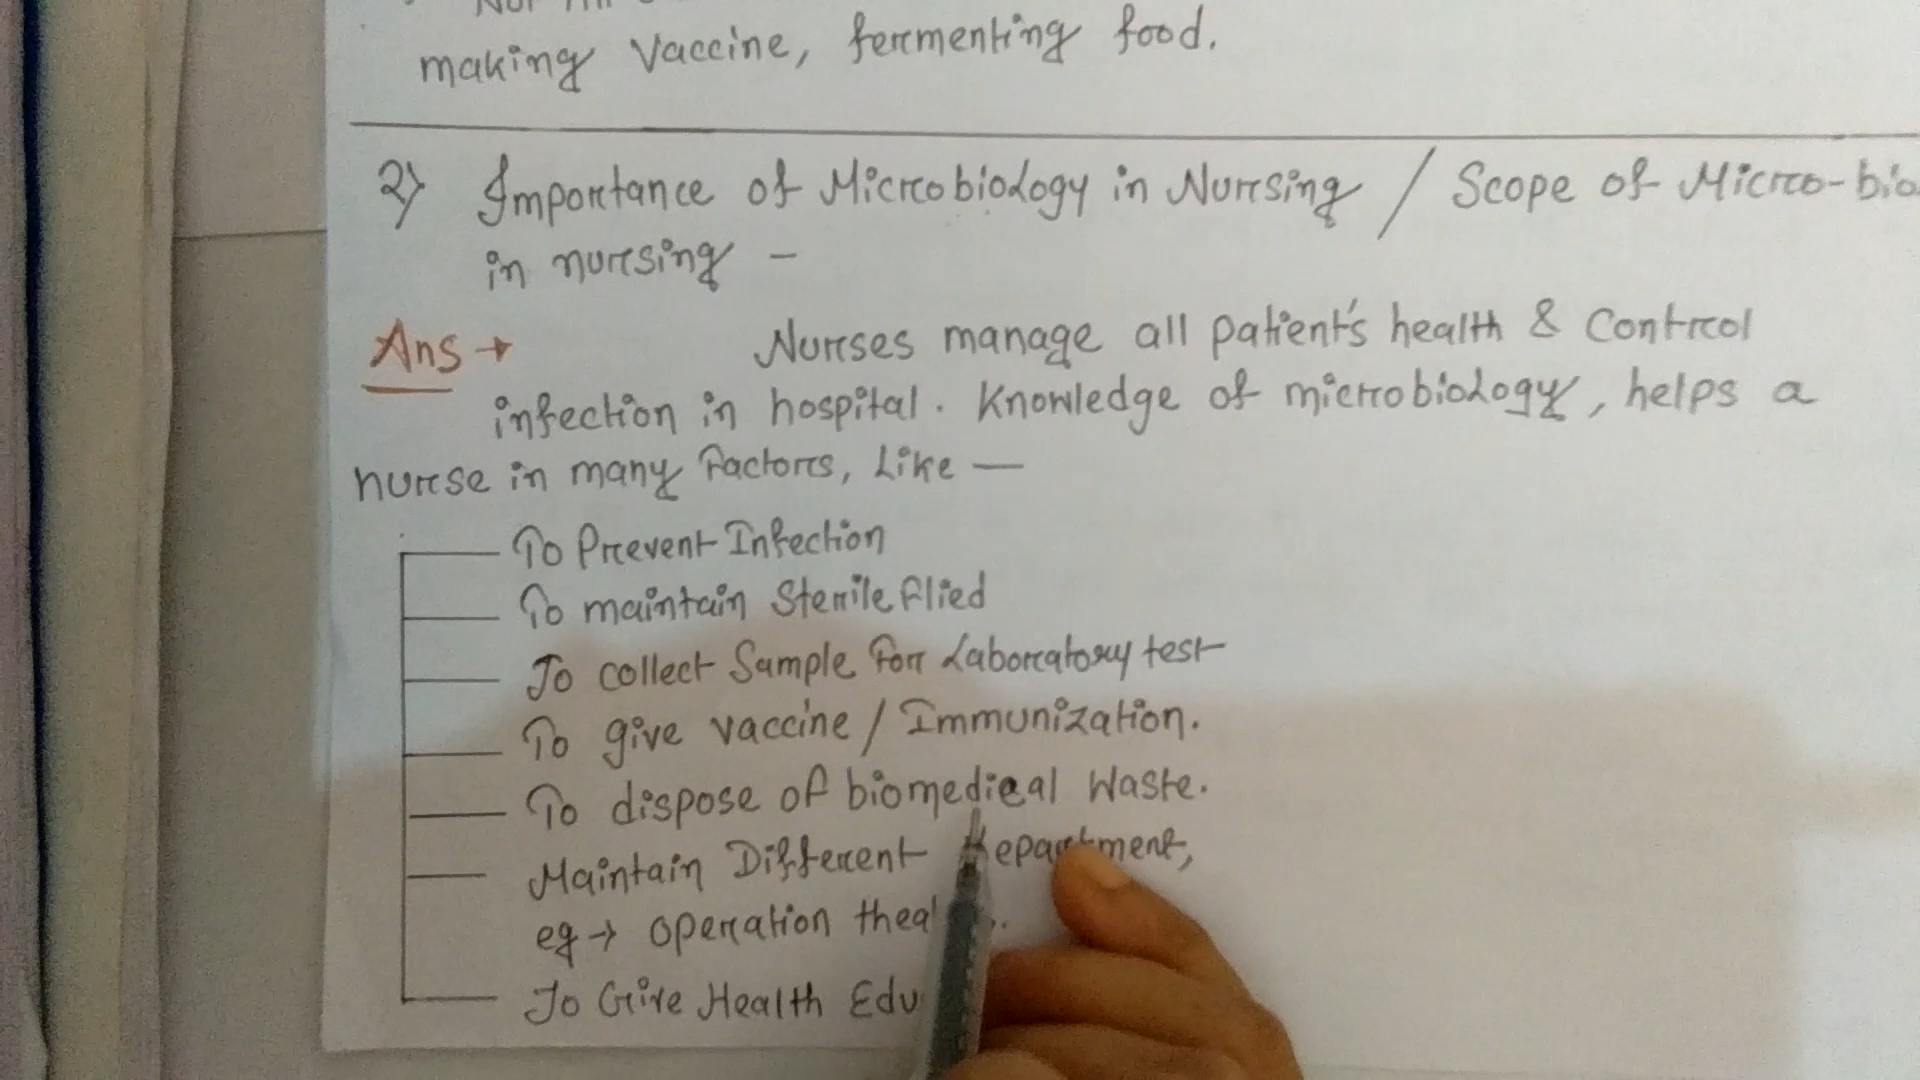 making Vaccine, fermenting food.
2) Importance of Microbiology in Nursing / Scope of Micro-bio
in nursing -
Ans → Nurses manage all patient's health & Control
infection in hospital. Knowledge of microbiology, helps a
nurse in many Factors, Like —
To Prevent Infection
To maintain Sterile flied
To collect Sample For Laboratory test
To give vaccine / Immunization.
To dispose of biomedical Waste.
Maintain Different Department,
eg → operation
To Give Health